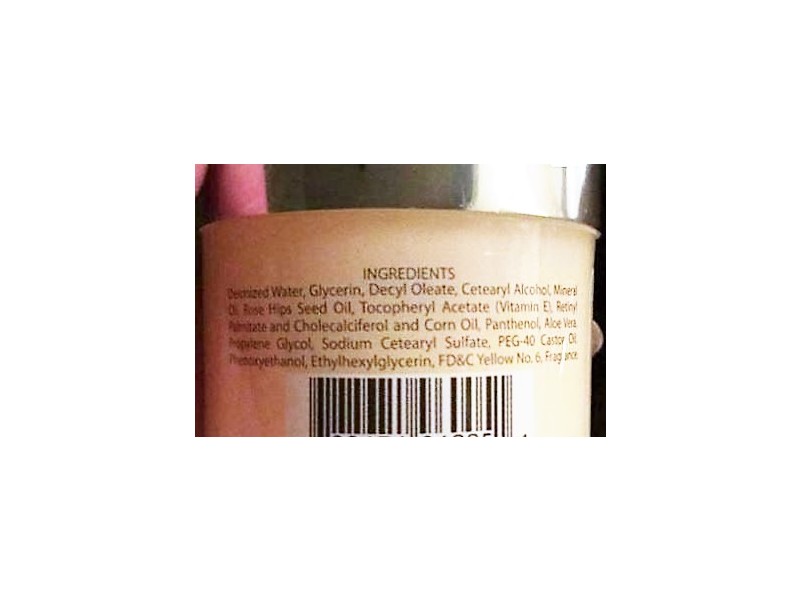 INGREDIENTS
Deionized Water, Glycerin, Decyl Oleate, Cetearyl Alcohol, Mineral
Oil, Rose Hips Seed Oil, Tocopheryl Acetate (Vitamin E), Retinyl
Palmitate and Cholecalciferol and Corn Oil, Panthenol, Aloe Vera,
Propylene Glycol, Sodium Cetearyl Sulfate, PEG-40 Castor Oil,
Phenoxyethanol, Ethylhexylglycerin, FD&C Yellow No. 6, Fragrances